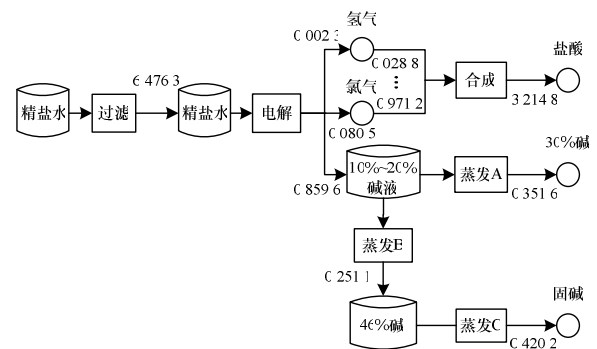 氢气
0 002 3
0 028 8
盐酸
6 476 3
氯气
合成
精盐水
过滤
精盐水
电解
0 971 2
3 214 8
0 080 5
30%碱
10%~20%
碱液
蒸发A
0 859 6
0 351 6
蒸发B
0 251 1
固碱
46%碱
蒸发C
0 420 2